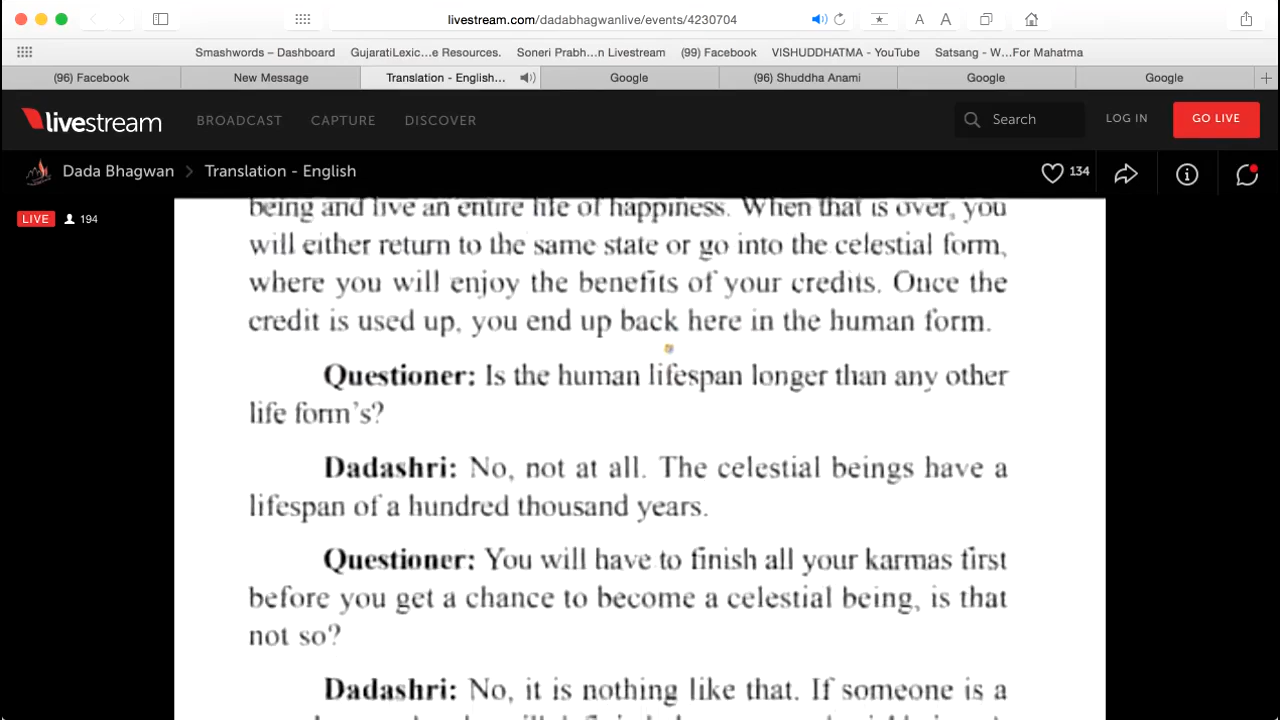 livestream.com/dadabhagwanlive/events/4230704
A A
Smashwords – Dashboard GujaratiLexic...e Resources. Soneri Prabh...n Livestream (99) Facebook VISHUDDHATMA - YouTube Satsang - W...For Mahatma
(96) Facebook New Message Translation - English... Google (96) Shuddha Anami Google Google
livestream BROADCAST CAPTURE DISCOVER Search LOG IN GO LIVE
Dada Bhagwan Translation - English 134
LIVE 194
being and live an entire life of happiness. When that is over, you
will either return to the same state or go into the celestial form,
where you will enjoy the benefits of your credits. Once the
credit is used up, you end up back here in the human form.
Questioner: Is the human lifespan longer than any other
life form's?
Dadashri: No, not at all. The celestial beings have a
lifespan of a hundred thousand years.
Questioner: You will have to finish all your karmas first
before you get a chance to become a celestial being, is that
not so?
Dadashri: No, it is nothing like that. If someone is a